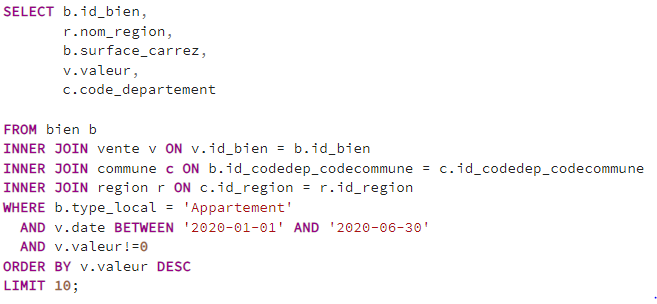 SELECT b.id_bien,
r.nom_region,
b.surface_carrez,
v.valeur,
c.code_departement
FROM bien b
INNER JOIN vente v ON v.id_bien = b.id_bien
INNER JOIN commune c ON b.id_codedep_codecommune = c.id_codedep_codecommune
INNER JOIN region r ON c.id_region = r.id_region
WHERE b.type_local = 'Appartement'
AND v.date BETWEEN '2020-01-01' AND '2020-06-30'
AND v.valeur!=0
ORDER BY v.valeur DESC
LIMIT 10;
.